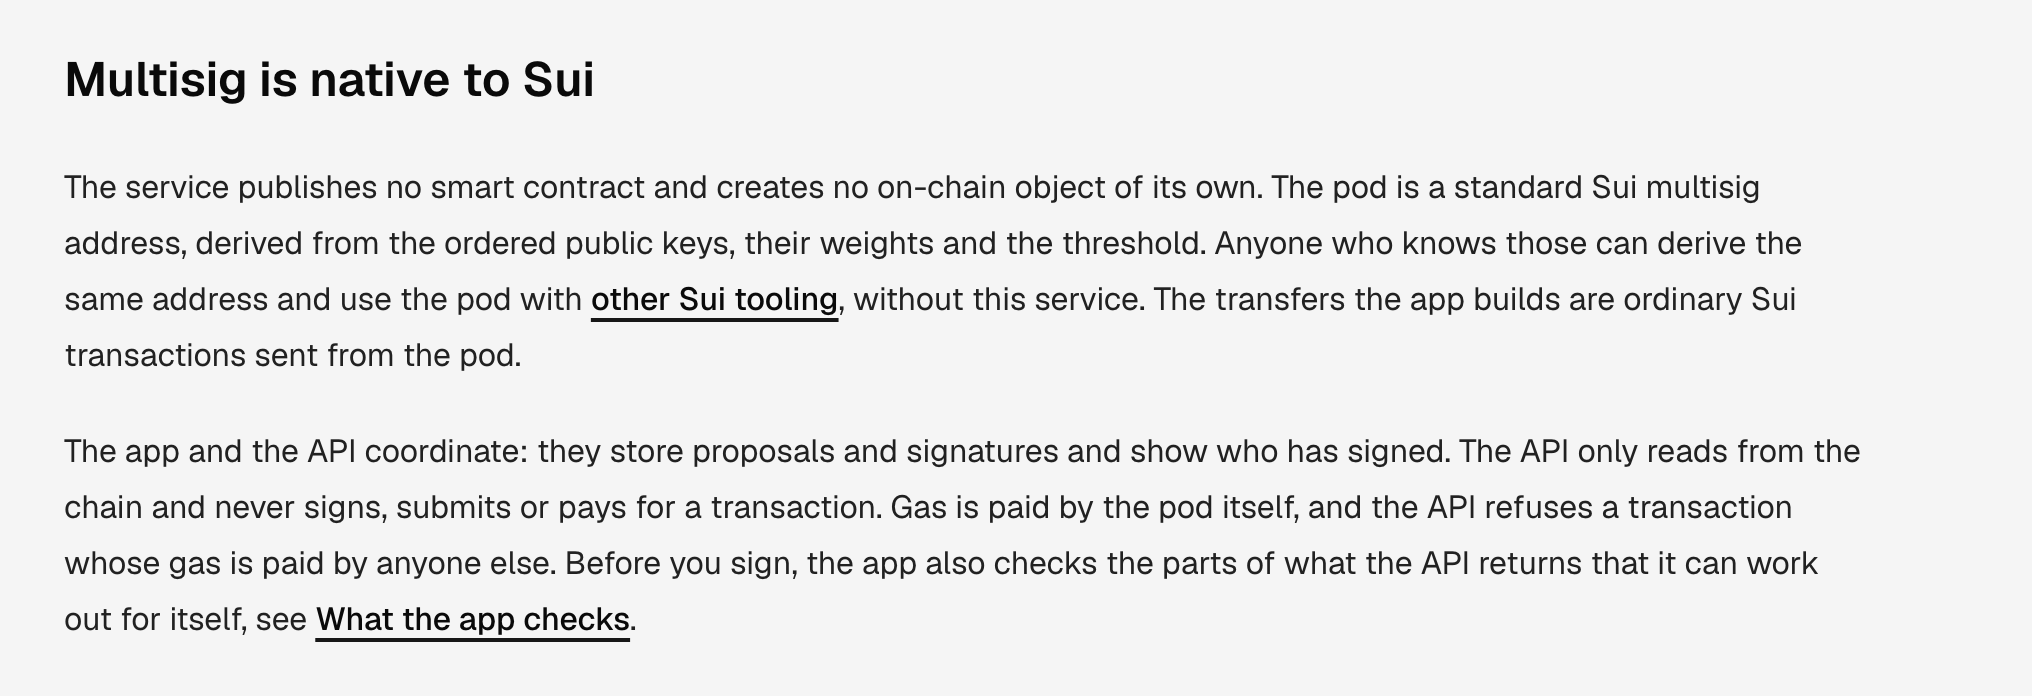 Multisig is native to Sui
The service publishes no smart contract and creates no on-chain object of its own. The pod is a standard Sui multisig
address, derived from the ordered public keys, their weights and the threshold. Anyone who knows those can derive the
same address and use the pod with other Sui tooling, without this service. The transfers the app builds are ordinary Sui
transactions sent from the pod.
The app and the API coordinate: they store proposals and signatures and show who has signed. The API only reads from the
chain and never signs, submits or pays for a transaction. Gas is paid by the pod itself, and the API refuses a transaction
whose gas is paid by anyone else. Before you sign, the app also checks the parts of what the API returns that it can work
out for itself, see What the app checks.